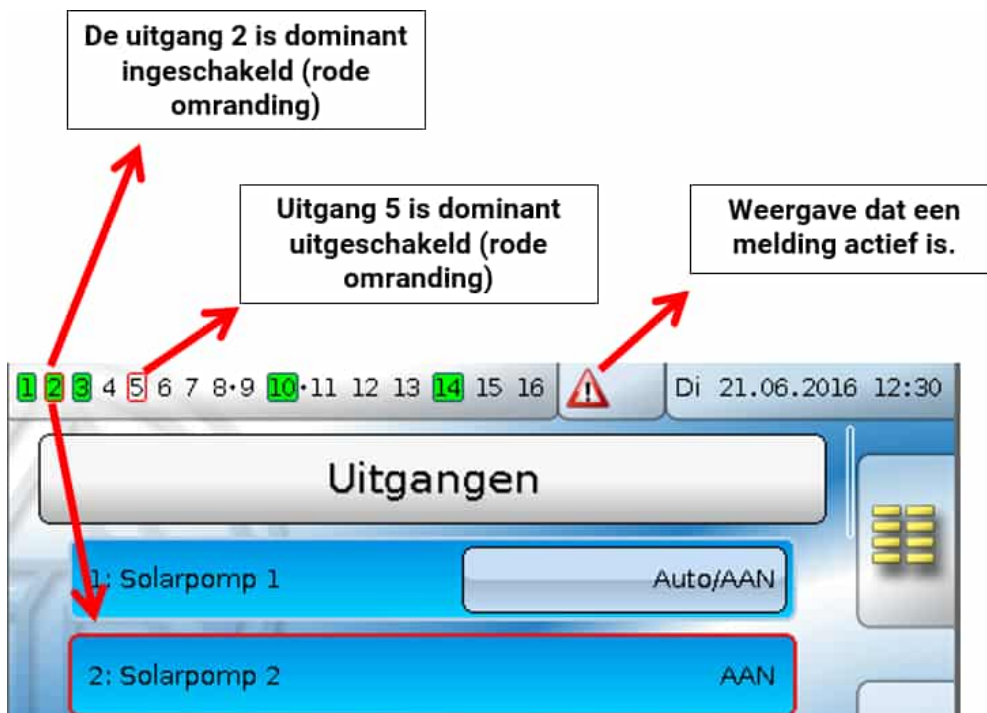 De uitgang 2 is dominant
ingeschakeld (rode
omranding)
Uitgang 5 is dominant
uitgeschakeld (rode
omranding)
Weergave dat een
melding actief is.
1 2 3 4 5 6 7 8·9 10·11 12 13 14 15 16 Di 21.06.2016 12:30
Uitgangen
1: Solarpomp 1 Auto/AAN
2: Solarpomp 2 AAN